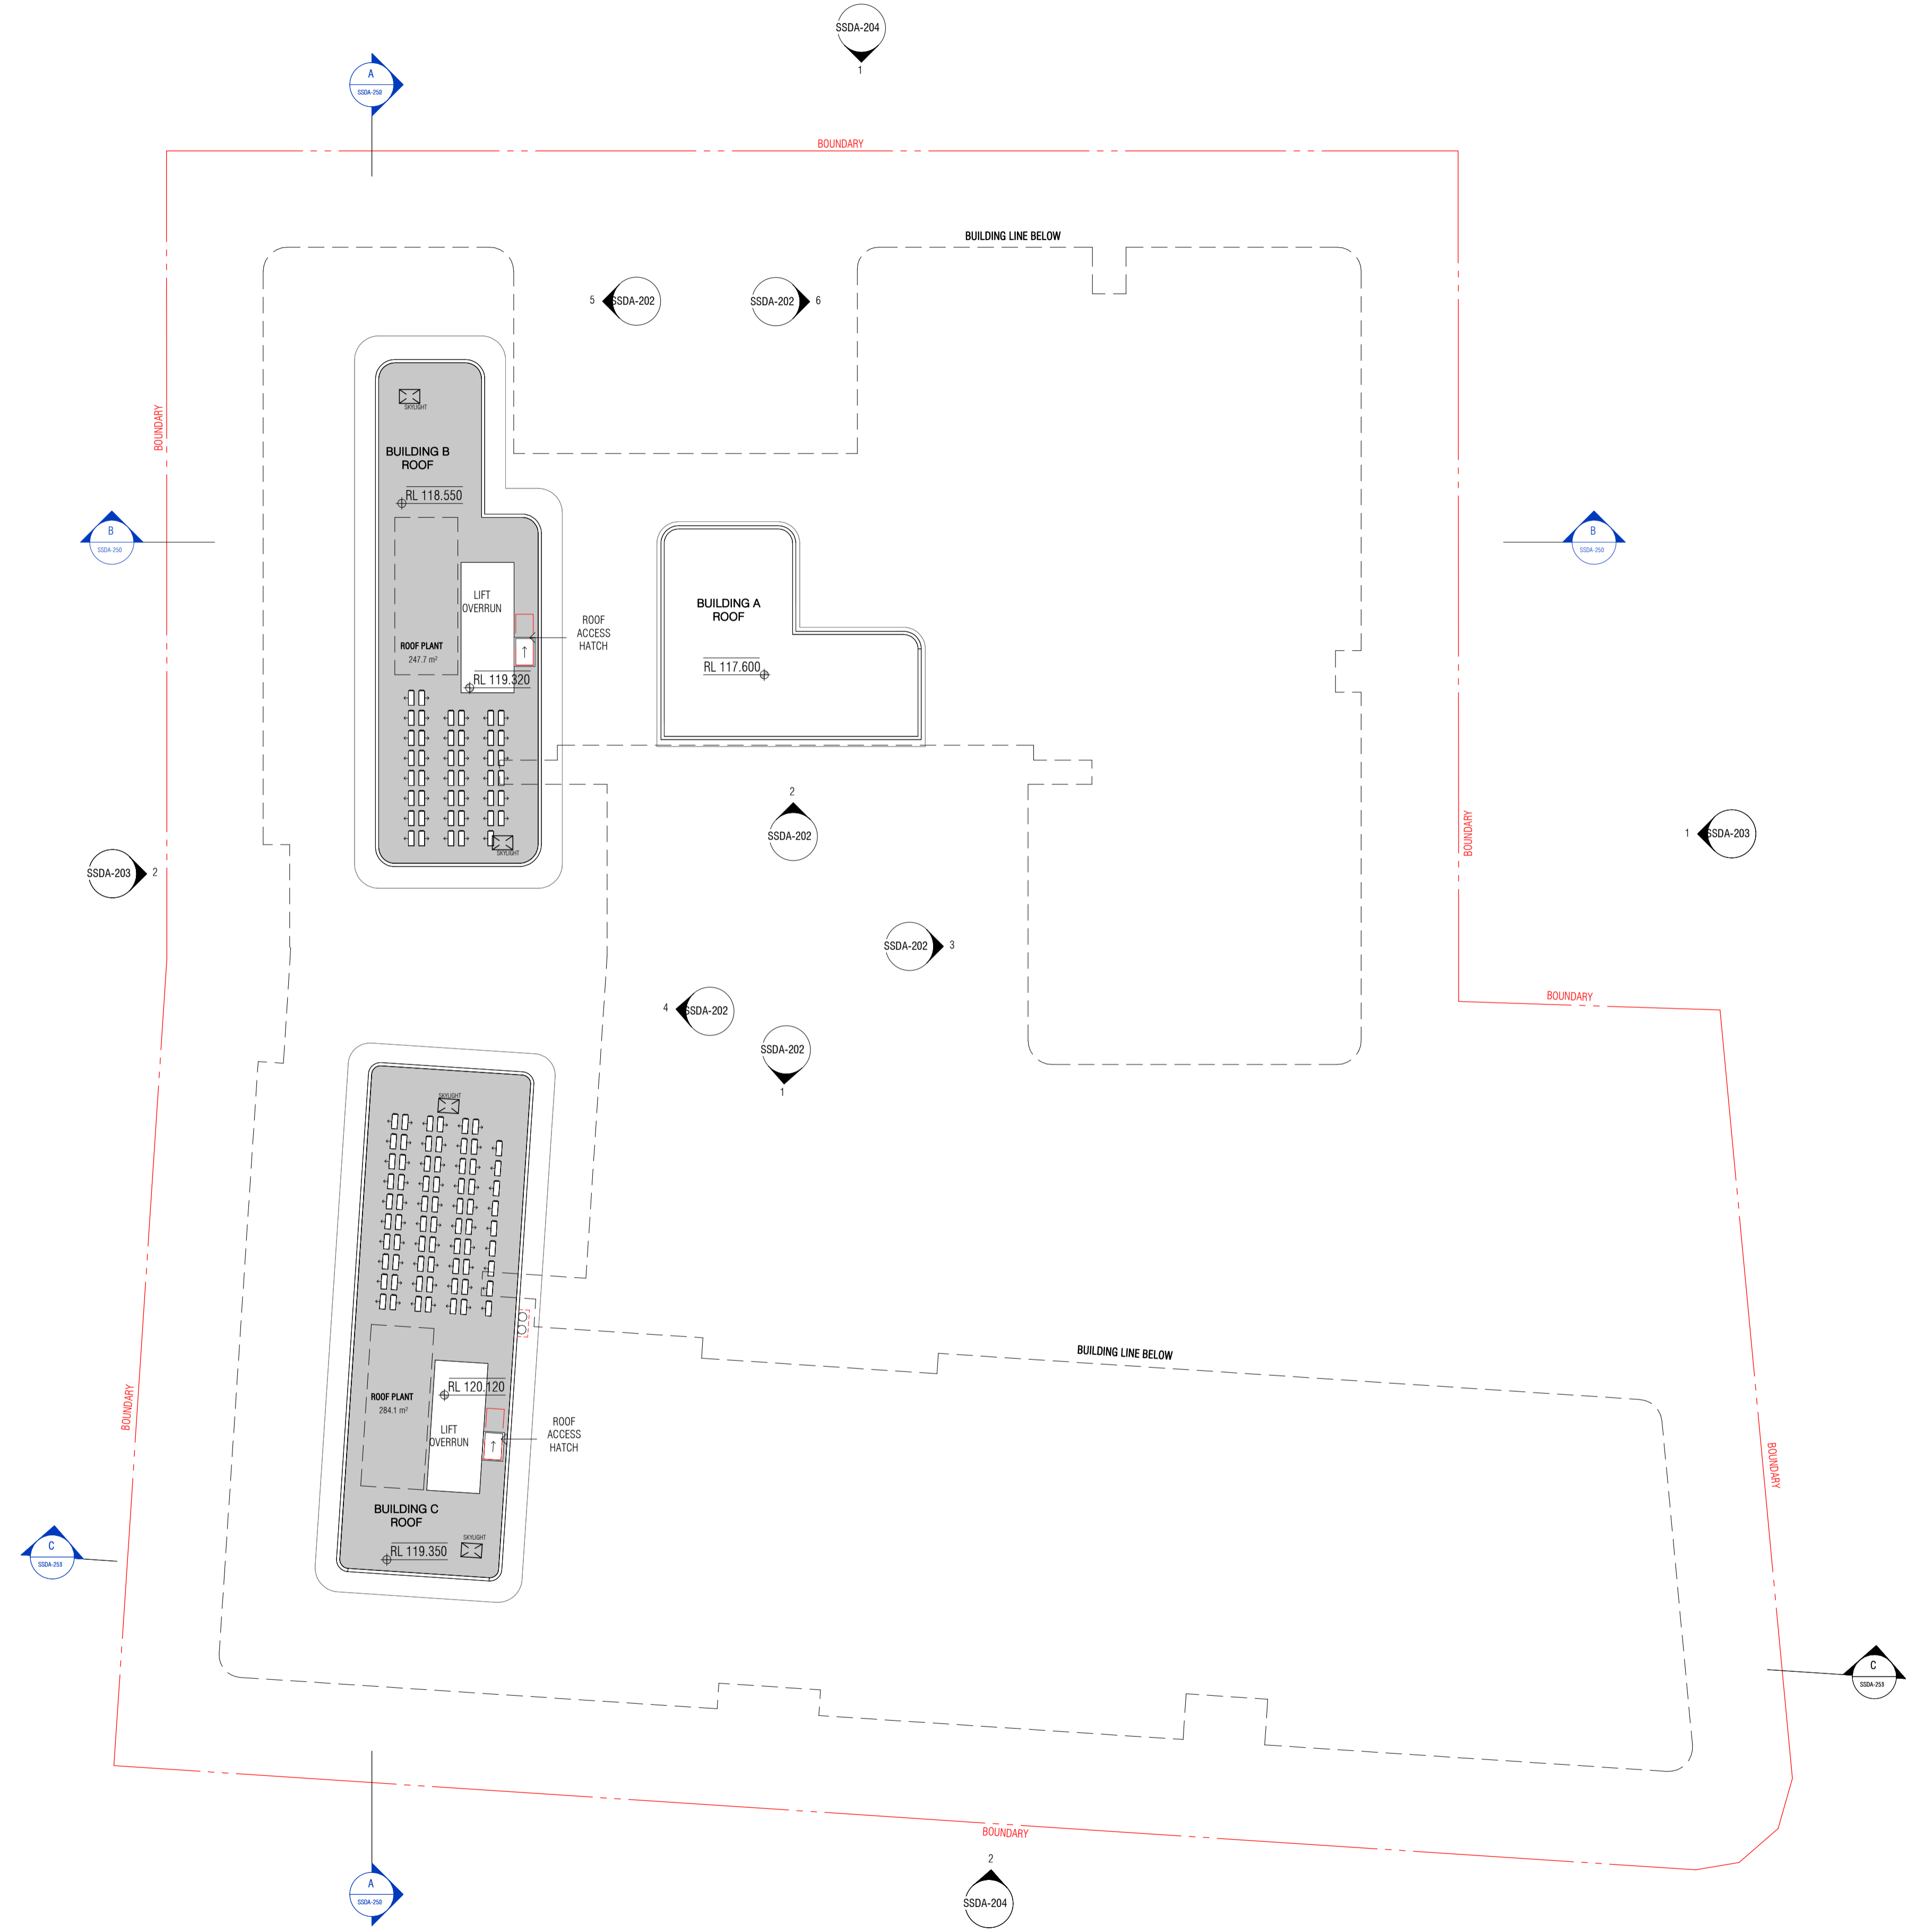 SSDA-204
1
A
SSDA-250
BOUNDARY
BUILDING LINE BELOW
5
SSDA-202
SSDA-202
6
SKYLIGHT
BOUNDARY
BUILDING B
ROOF
RL 118.550
B
SSDA-250
B
SSDA-250
LIFT
OVERRUN
BUILDING A
ROOF
ROOF
ACCESS
HATCH
ROOF PLANT
247.7 m²
RL 117.600
RL 119.320
2
SSDA-202
BOUNDARY
1
SSDA-203
SKYLIGHT
SSDA-203
2
SSDA-202
3
BOUNDARY
4
SSDA-202
SSDA-202
1
SKYLIGHT
BUILDING LINE BELOW
RL 120.120
ROOF PLANT
284.1 m²
BOUNDARY
ROOF
ACCESS
HATCH
LIFT
OVERRUN
BOUNDARY
BUILDING C
ROOF
SKYLIGHT
RL 119.350
C
SSDA-253
C
SSDA-253
BOUNDARY
2
SSDA-204
A
SSDA-250